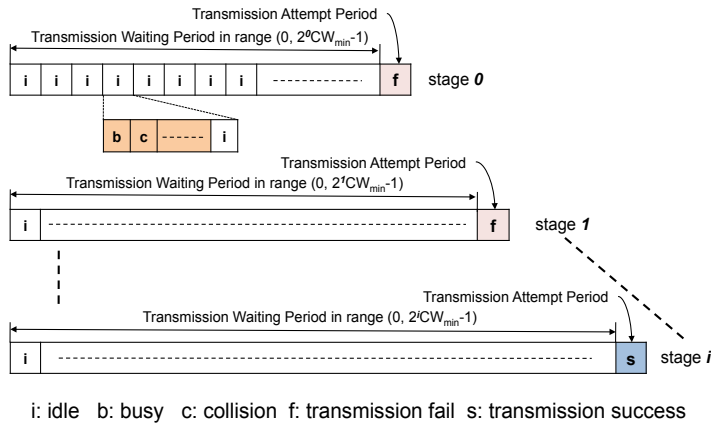 Transmission Attempt Period
Transmission Waiting Period in range (0, 2⁰CWmin-1)
i i i i i i i i f stage 0
b c i
Transmission Attempt Period
Transmission Waiting Period in range (0, 2¹CWmin-1)
i f stage 1
Transmission Attempt Period
Transmission Waiting Period in range (0, 2ⁱCWmin-1)
i s stage i
i: idle b: busy c: collision f: transmission fail s: transmission success